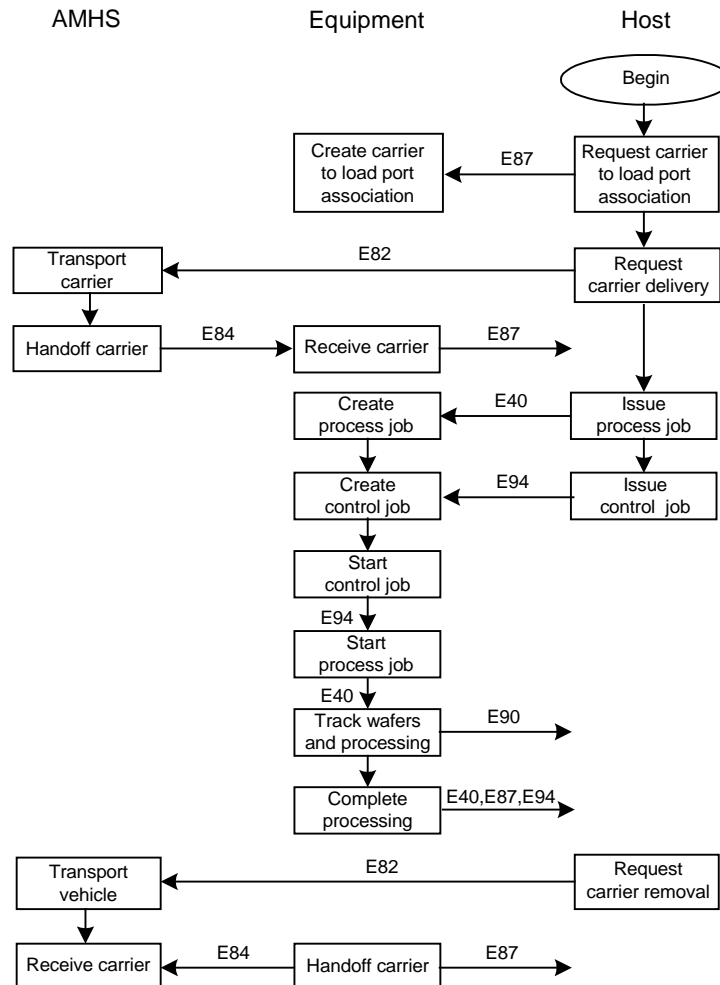 AMHS Equipment Host
Begin
Create carrier
to load port
association
E87
Request carrier
to load port
association
Transport
carrier
E82
Request
carrier delivery
Handoff carrier
E84
Receive carrier
E87
Create
process job
E40
Issue
process job
Create
control job
E94
Issue
control job
Start
control job
E94
Start
process job
E40
Track wafers
and processing
E90
Complete
processing
E40,E87,E94
Transport
vehicle
E82
Request
carrier removal
Receive carrier
E84
Handoff carrier
E87